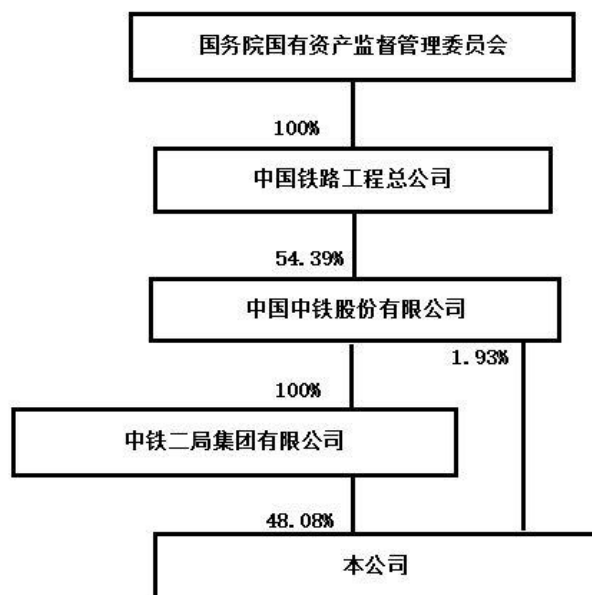 国务院国有资产监督管理委员会
100%
中国铁路工程总公司
54.39%
中国中铁股份有限公司
1.93%
100%
中铁二局集团有限公司
48.08%
本公司